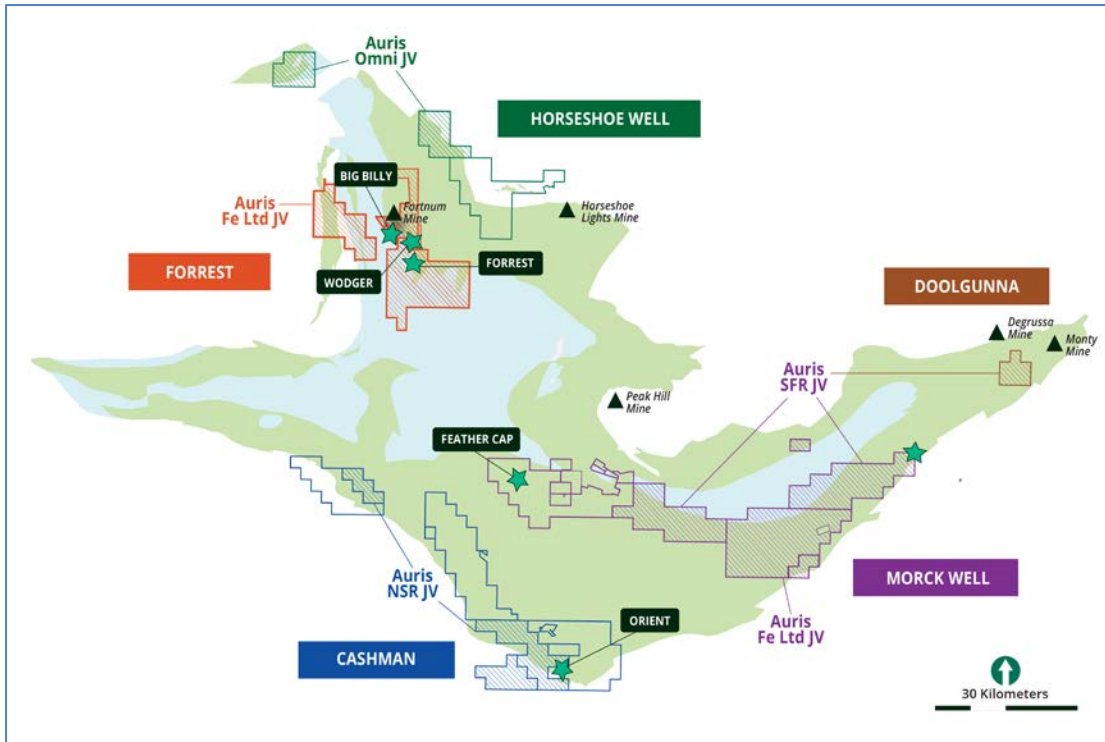 Auris
Omni JV
HORSESHOE WELL
BIG BILLY
Auris
Fe Ltd JV
Fortnum
Mine
Horseshoe
Lights Mine
FORREST
WODGER
FORREST
DOOLGUNNA
Degrussa
Mine
Monty
Mine
Auris
SFR JV
Peak Hill
Mine
FEATHER CAP
Auris
NSR JV
MORCK WELL
Auris
Fe Ltd JV
ORIENT
CASHMAN
30 Kilometers